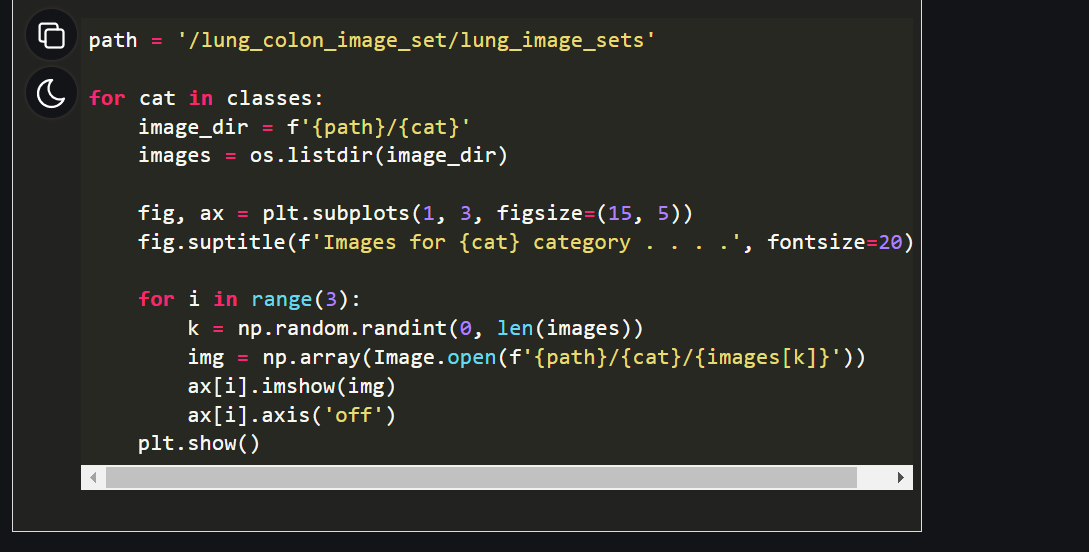 path = '/lung_colon_image_set/lung_image_sets'
for cat in classes:
    image_dir = f'{path}/{cat}'
    images = os.listdir(image_dir)
    fig, ax = plt.subplots(1, 3, figsize=(15, 5))
    fig.suptitle(f'Images for {cat} category . . . .', fontsize=20)
    for i in range(3):
        k = np.random.randint(0, len(images))
        img = np.array(Image.open(f'{path}/{cat}/{images[k]}'))
        ax[i].imshow(img)
        ax[i].axis('off')
    plt.show()